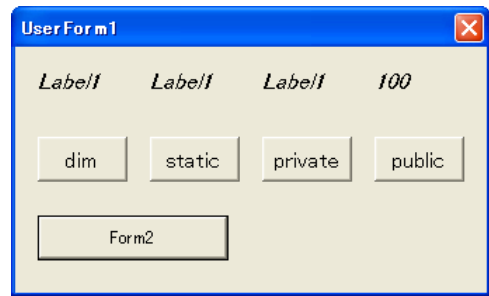 UserForm1
Label1 Label1 Label1 100
dim static private public
Form2